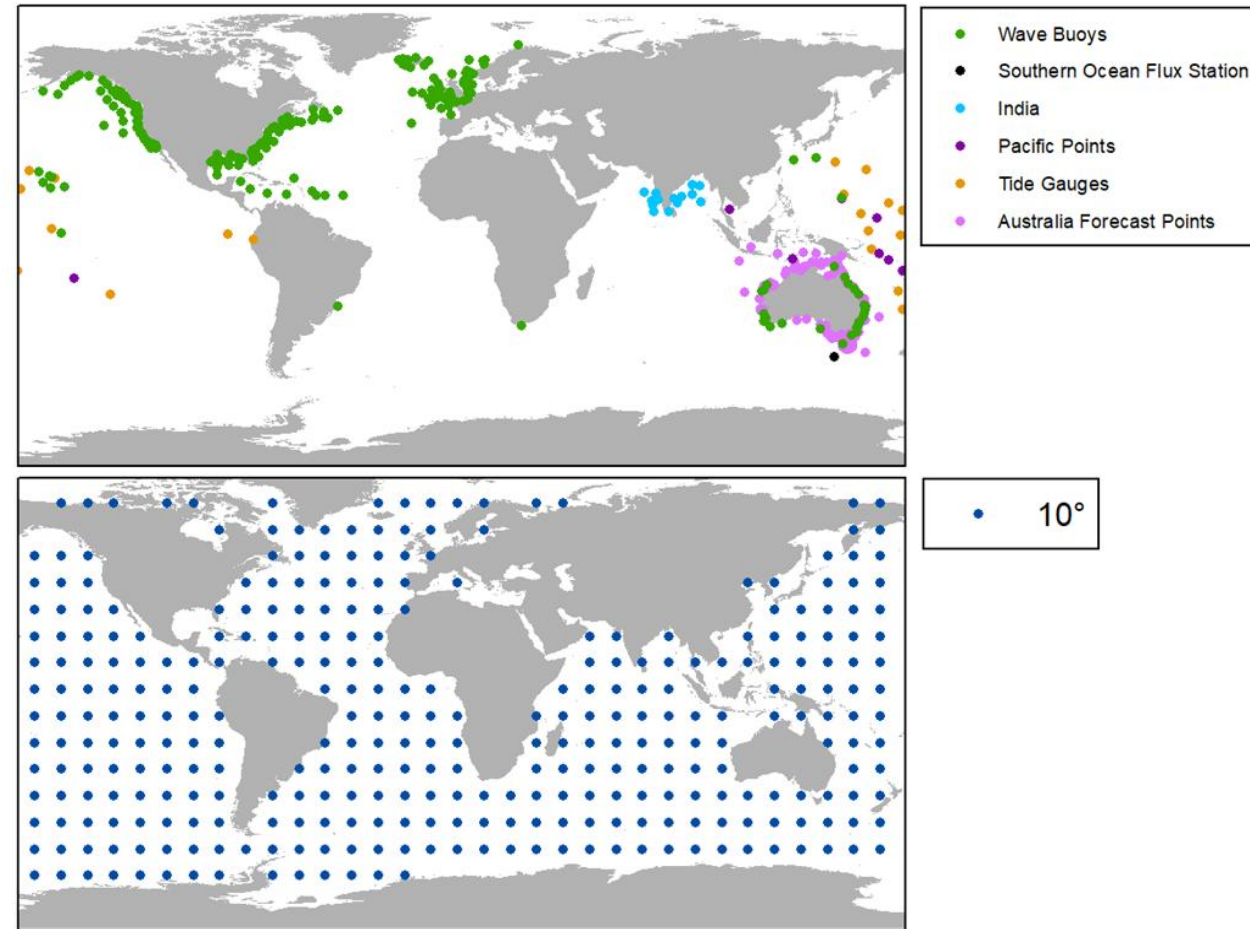 Wave Buoys
Southern Ocean Flux Station
India
Pacific Points
Tide Gauges
Australia Forecast Points
10°